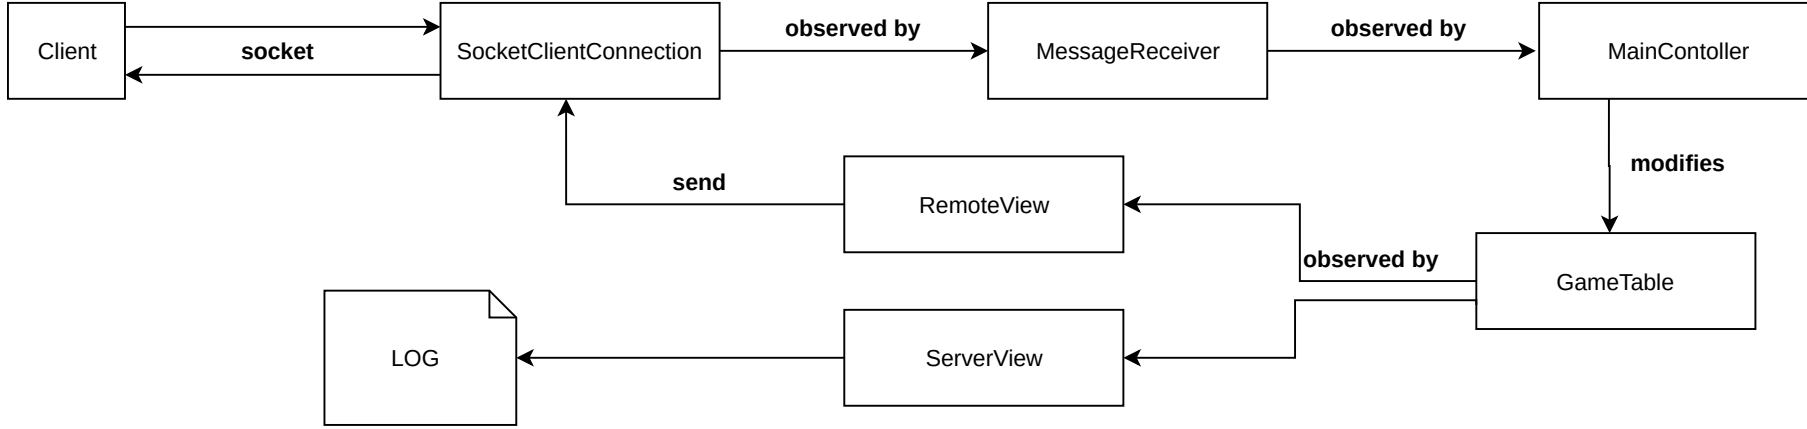 Client
socket
SocketClientConnection
observed by
MessageReceiver
observed by
MainContoller
modifies
send
RemoteView
observed by
GameTable
LOG
ServerView